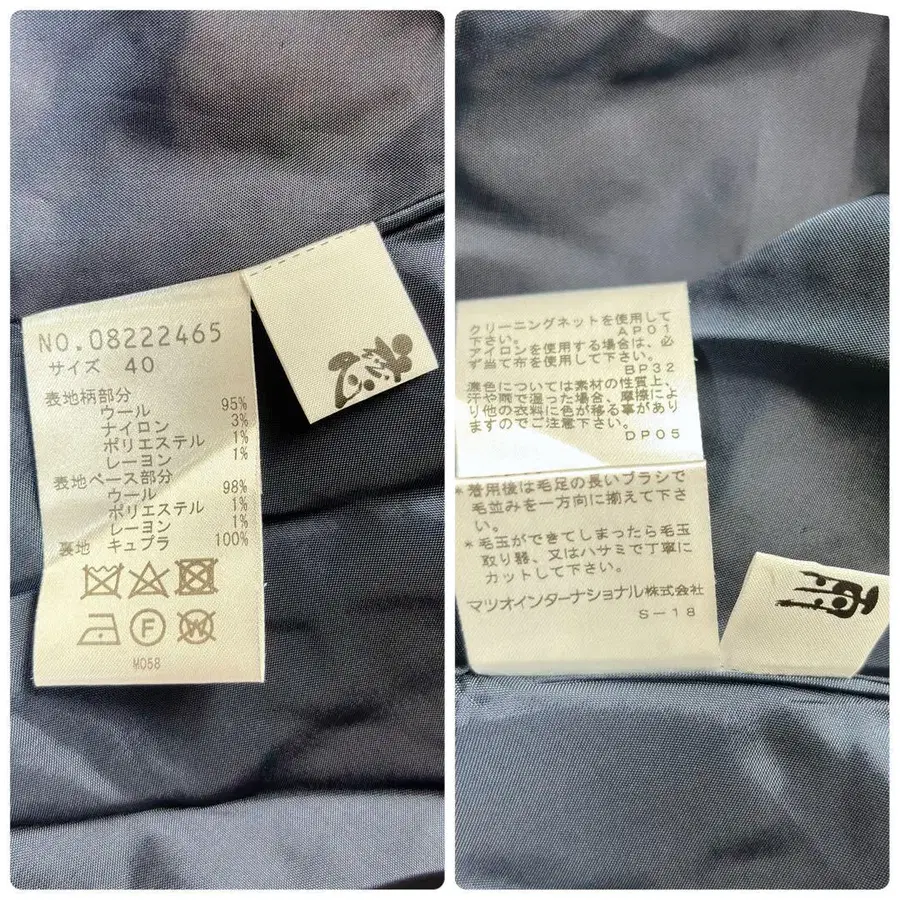 NO.08222465
サイズ 40
表地柄部分
ウール 95%
ナイロン 3%
ポリエステル 1%
レーヨン 1%
表地ベース部分
ウール 98%
ポリエステル 1%
レーヨン 1%
裏地 キュプラ 100%
F
W
M058
クリーニングネットを使用して
下さい。 AP01
アイロンを使用する場合は、必
ず当て布を使用して下さい。
BP32
濃色については素材の性質上、
汗や雨で湿った場合、摩擦によ
り他の衣料に色が移る事があり
ますのでご注意下さい。
DP05
*着用後は毛足の長いブラシで
毛並みを一方向に揃えて下さ
い。
*毛玉ができてしまったら毛玉
取り器、又はハサミで丁寧に
カットして下さい。
マリオインターナショナル株式会社
S-18